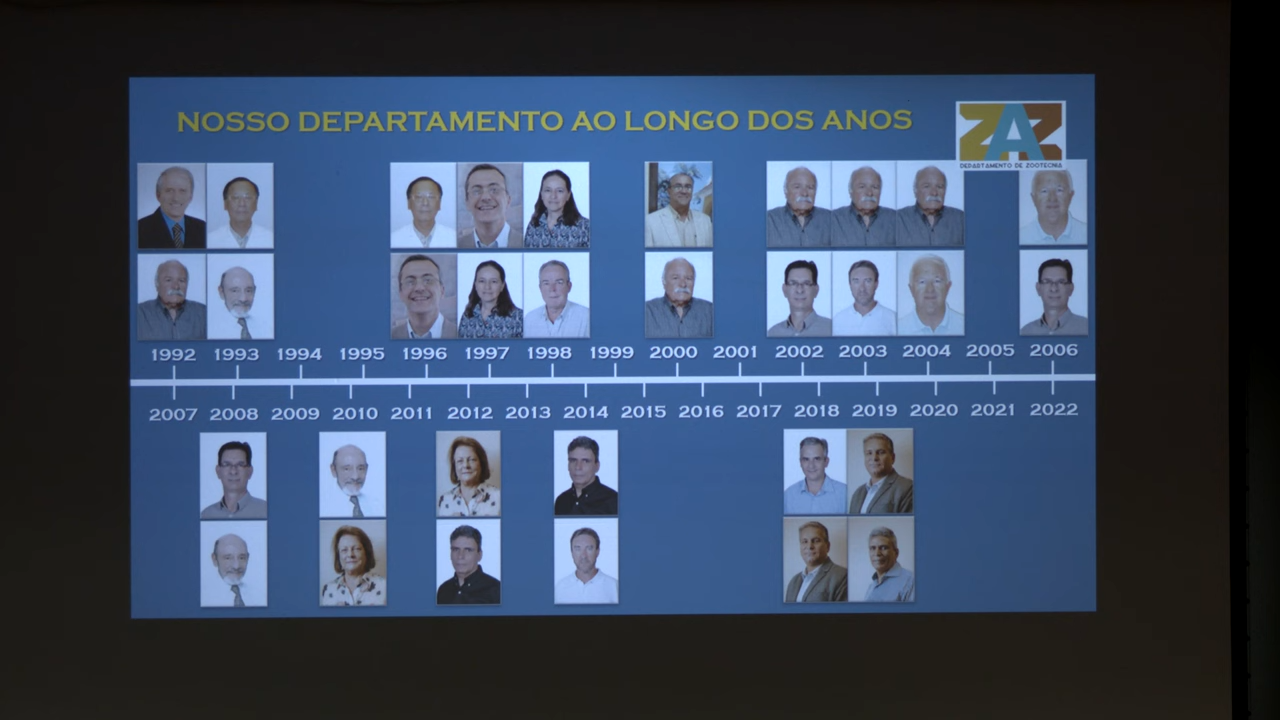 NOSSO DEPARTAMENTO AO LONGO DOS ANOS
ZAZ
DEPARTAMENTO DE ZOOTECNIA
1992 1993 1994 1995 1996 1997 1998 1999 2000 2001 2002 2003 2004 2005 2006
2007 2008 2009 2010 2011 2012 2013 2014 2015 2016 2017 2018 2019 2020 2021 2022